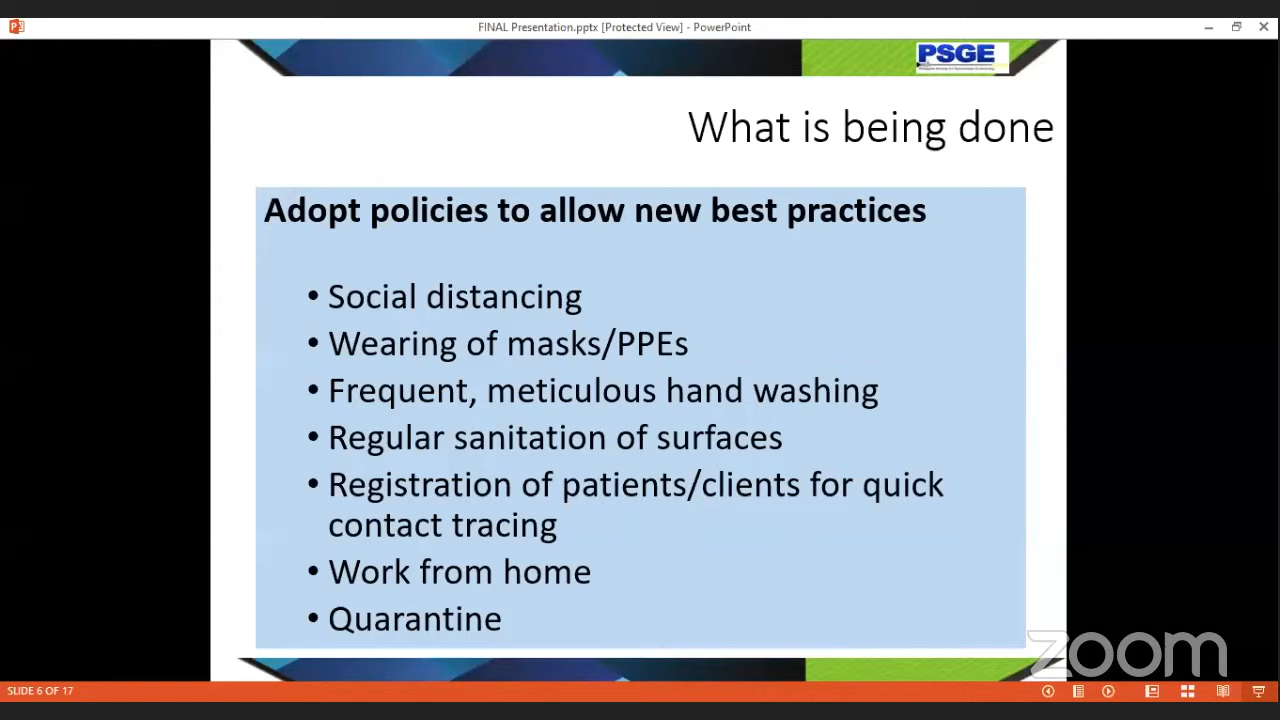 FINAL Presentation.pptx [Protected View] - PowerPoint
PSGE
What is being done
Adopt policies to allow new best practices
• Social distancing
• Wearing of masks/PPEs
• Frequent, meticulous hand washing
• Regular sanitation of surfaces
• Registration of patients/clients for quick
contact tracing
• Work from home
• Quarantine
zoom
SLIDE 6 OF 17